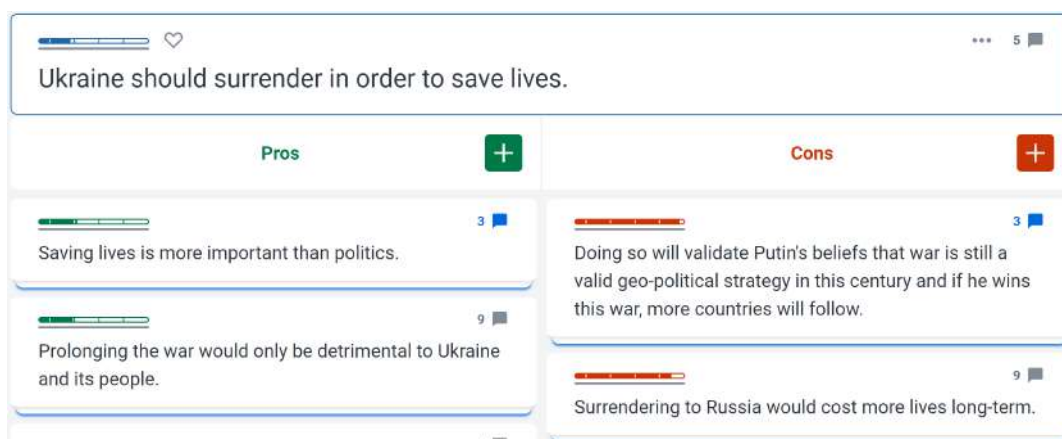 5
Ukraine should surrender in order to save lives.
Pros
3
Saving lives is more important than politics.
9
Prolonging the war would only be detrimental to Ukraine
and its people.
Cons
3
Doing so will validate Putin's beliefs that war is still a
valid geo-political strategy in this century and if he wins
this war, more countries will follow.
9
Surrendering to Russia would cost more lives long-term.